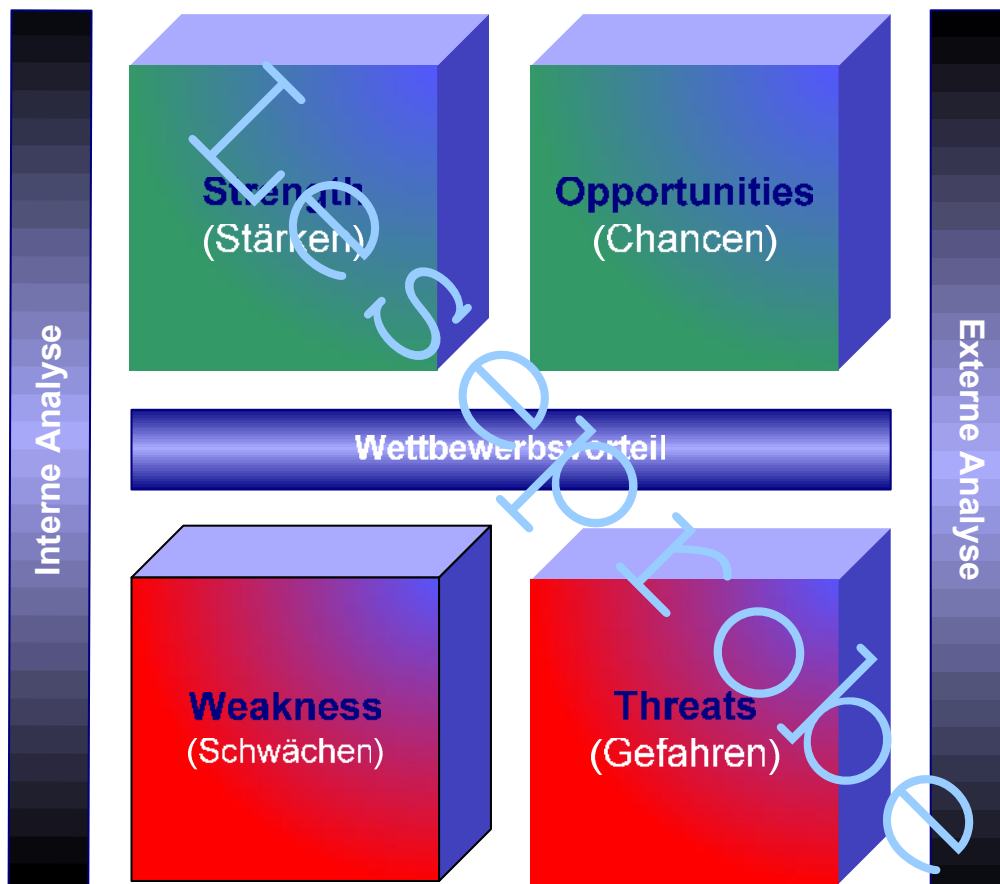 Interne Analyse
Strength
(Stärken)
Opportunities
(Chancen)
Wettbewerbsvorteil
Weakness
(Schwächen)
Threats
(Gefahren)
Externe Analyse
Leseprobe